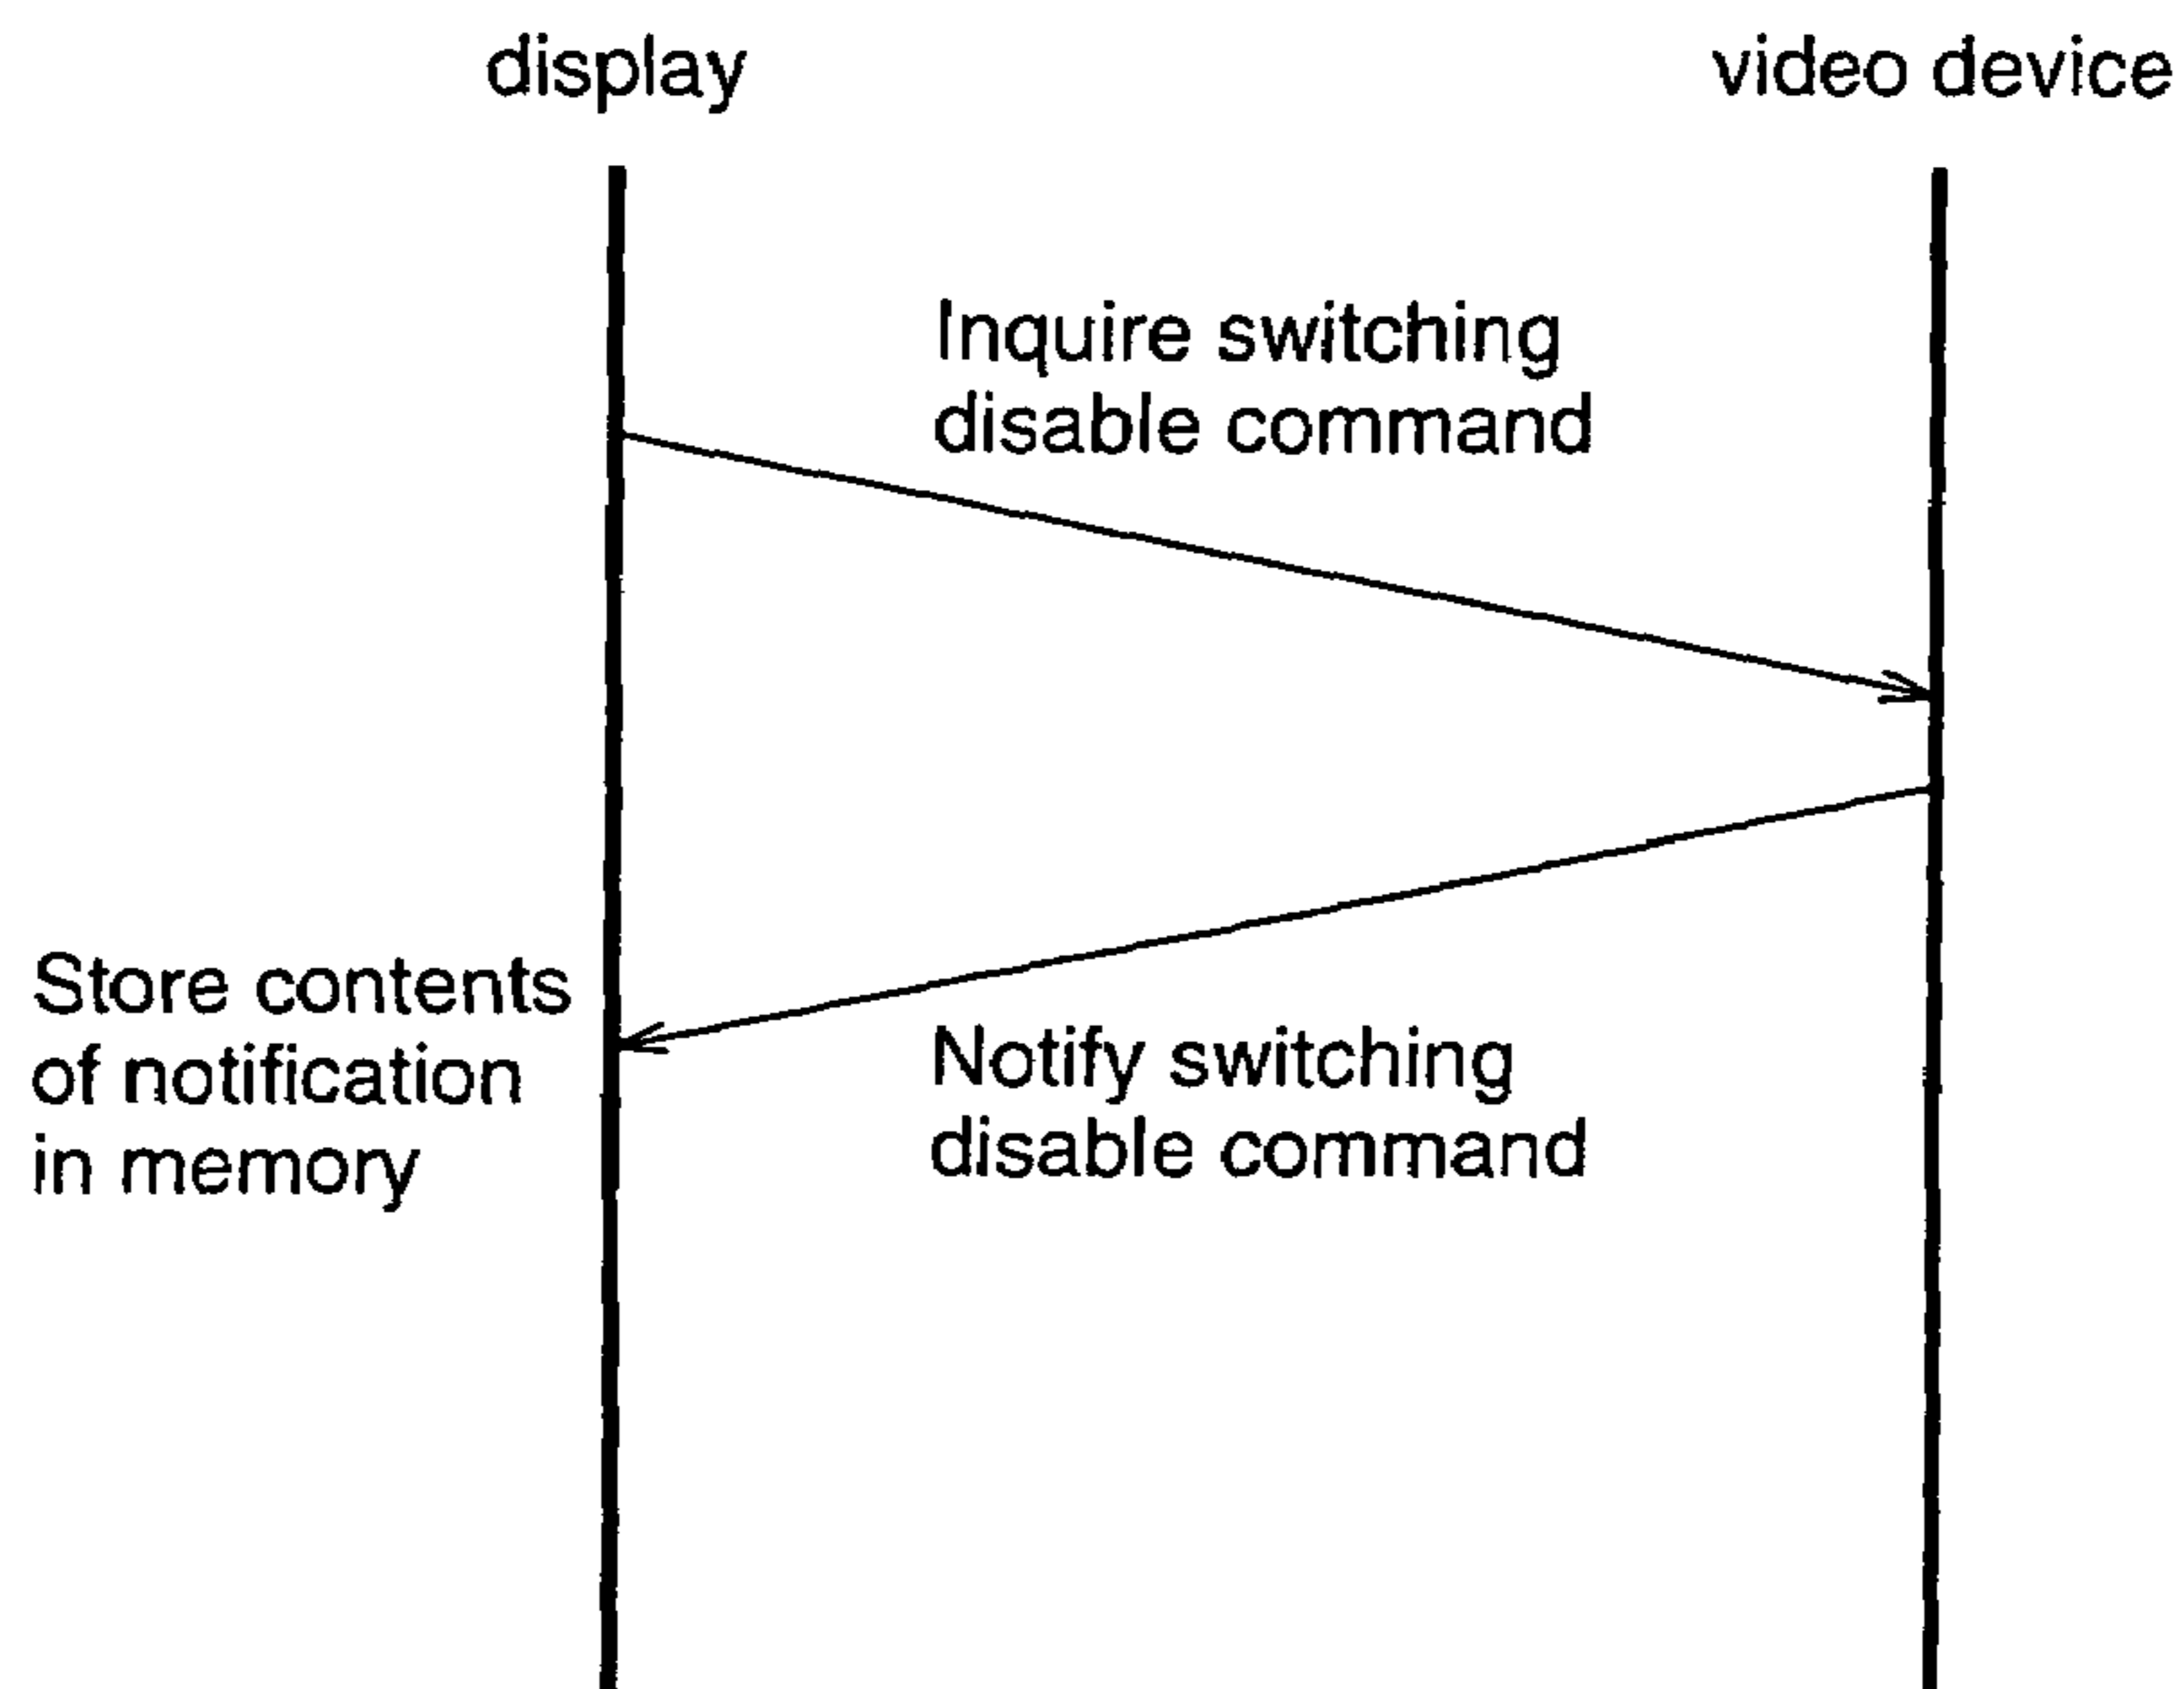 display
video device
Inquire switching
disable command
Store contents
of notification
in memory
Notify switching
disable command